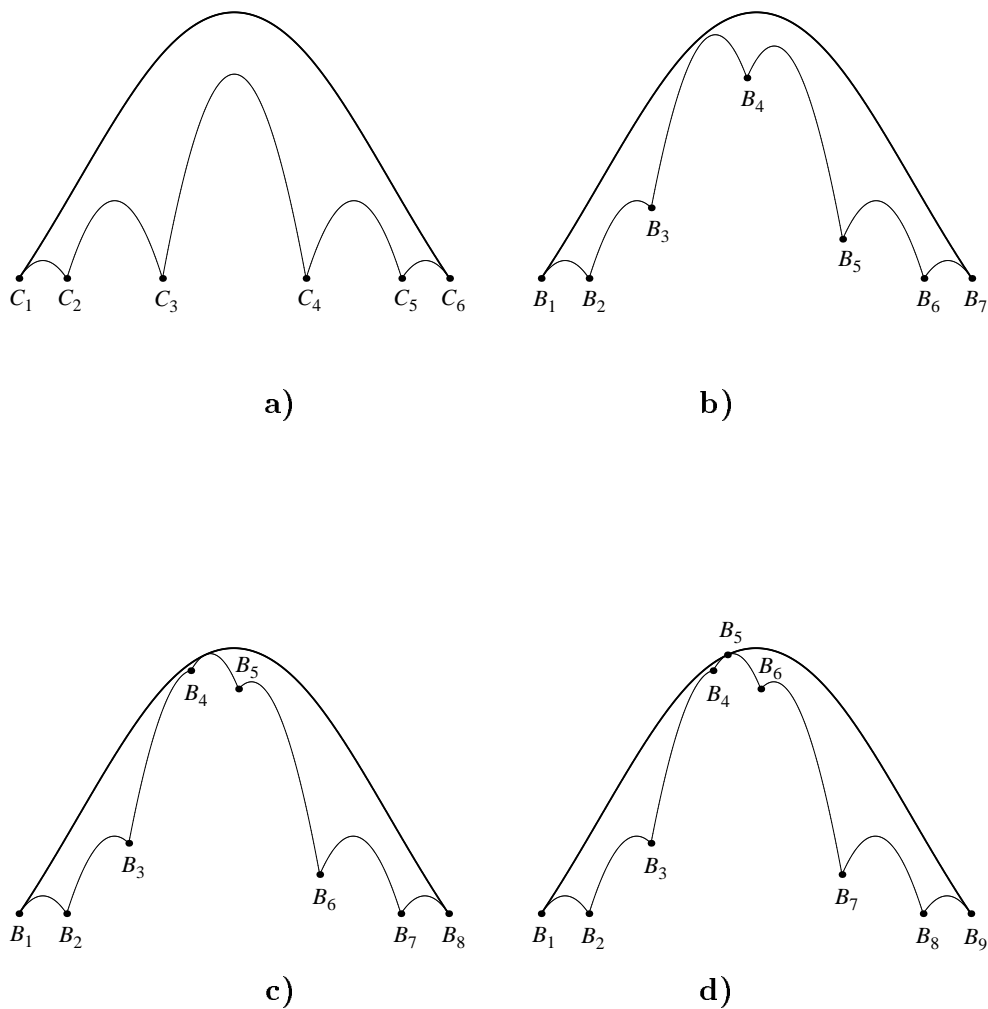 B₄
B₃
B₅
C₁ C₂ C₃ C₄ C₅ C₆ B₁ B₂ B₆ B₇
a) b)
B₅
B₅ B₆
B₄ B₄
B₃ B₃
B₆ B₇
B₁ B₂ B₇ B₈ B₁ B₂ B₈ B₉
c) d)